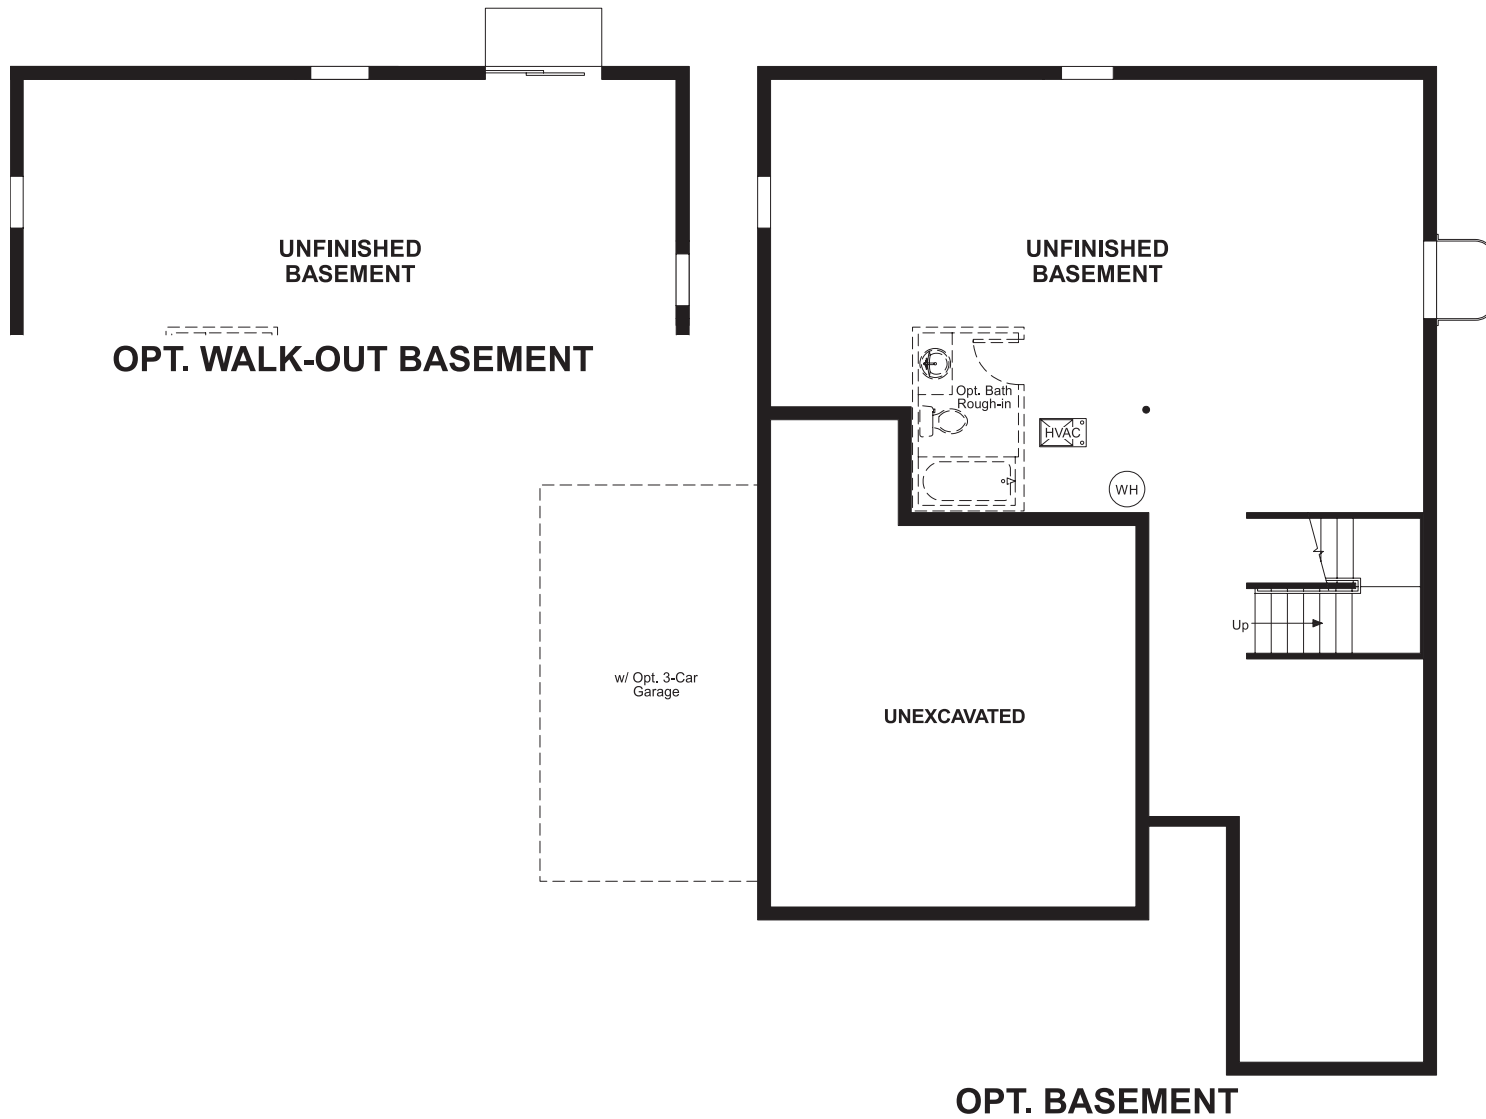 UNFINISHED
BASEMENT
OPT. WALK-OUT BASEMENT
UNFINISHED
BASEMENT
Opt. Bath
Rough-in
HVAC
WH
Up
w/ Opt. 3-Car
Garage
UNEXCAVATED
OPT. BASEMENT